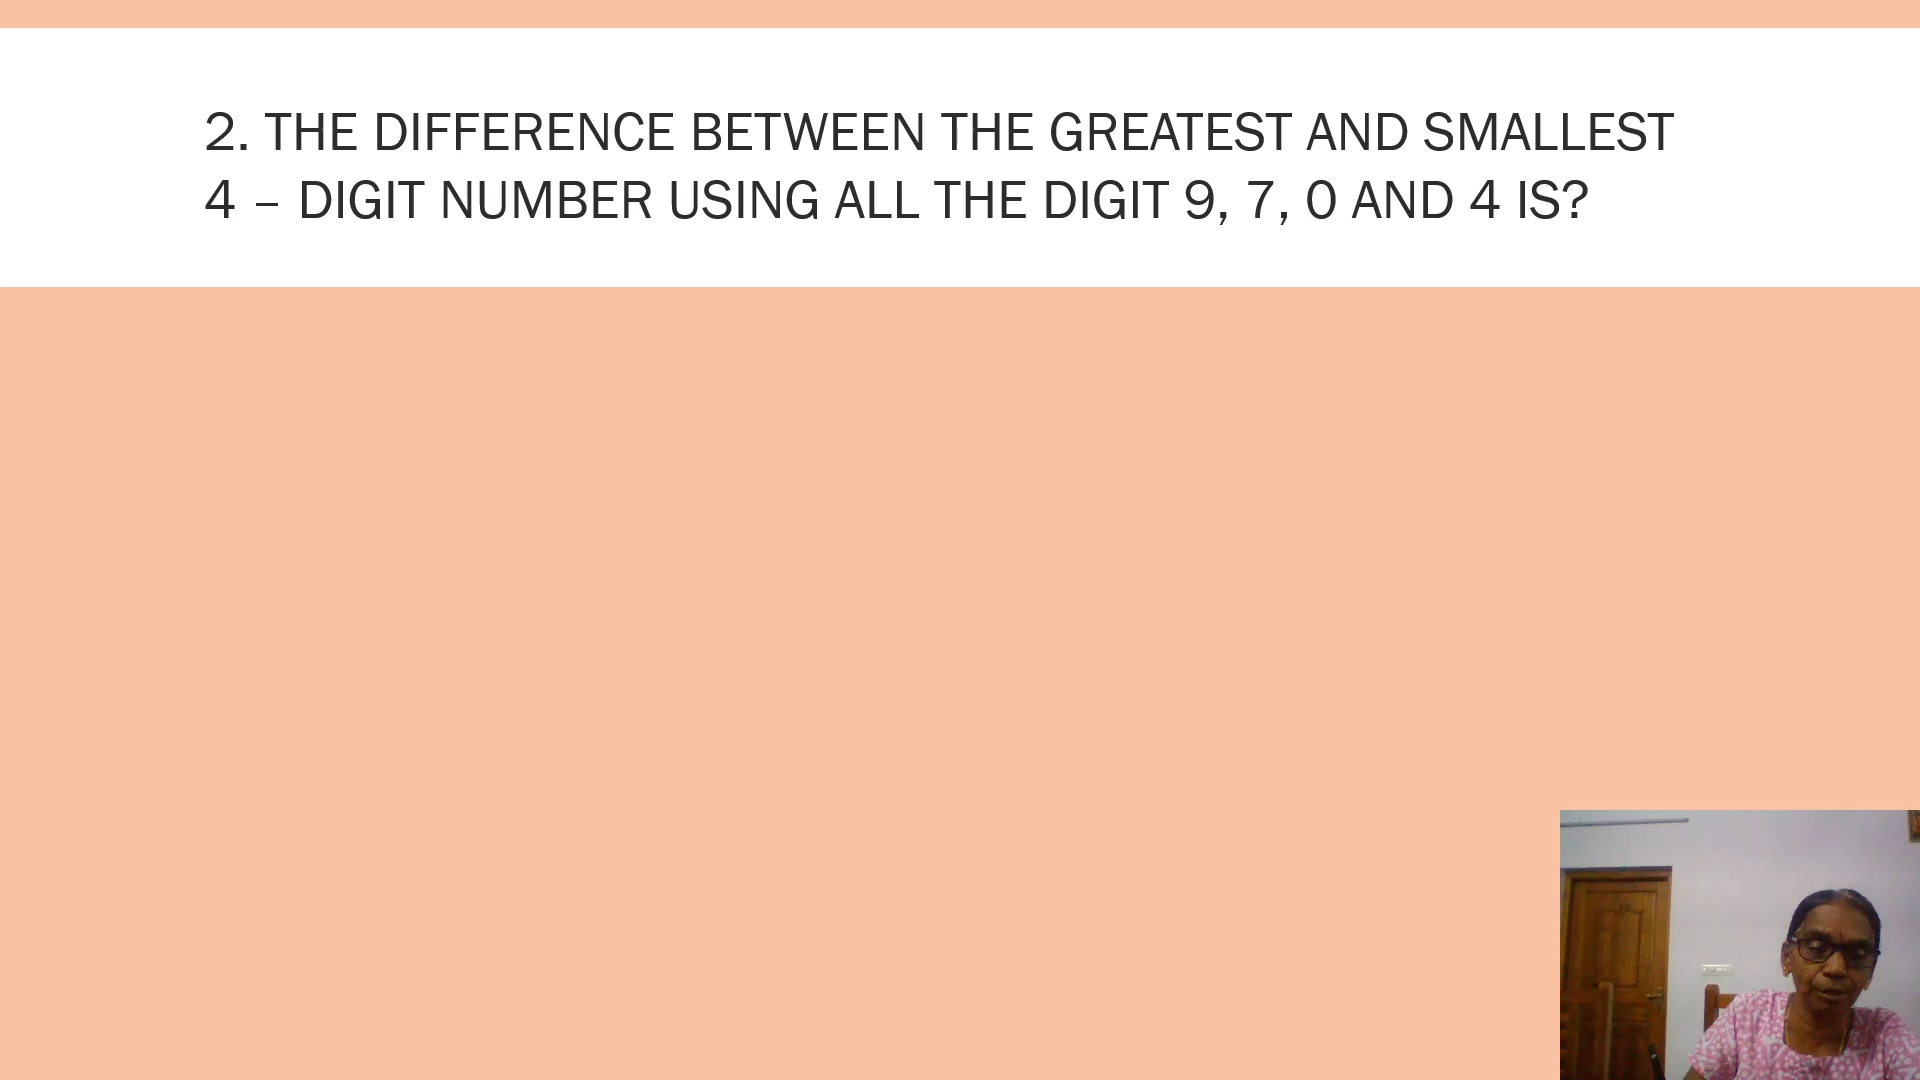 2. THE DIFFERENCE BETWEEN THE GREATEST AND SMALLEST
4 – DIGIT NUMBER USING ALL THE DIGIT 9, 7, 0 AND 4 IS?